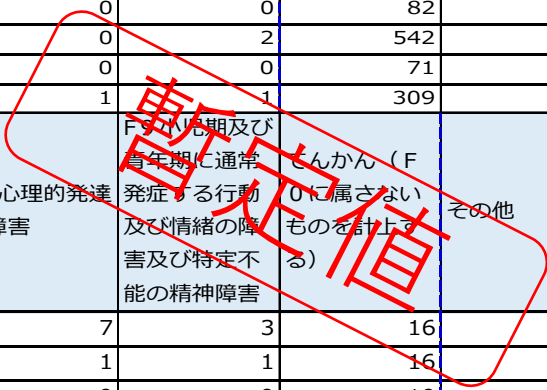 0 0 82
0 2 542
0 0 71
1 1 309
心理的発達
障害
F9 小児期及び
青年期に通常
発症する行動
及び情緒の障
害及び特定不
能の精神障害
てんかん（F
0に属さない
ものを計上す
る）
その他
7 3 16
1 1 16
暫定値